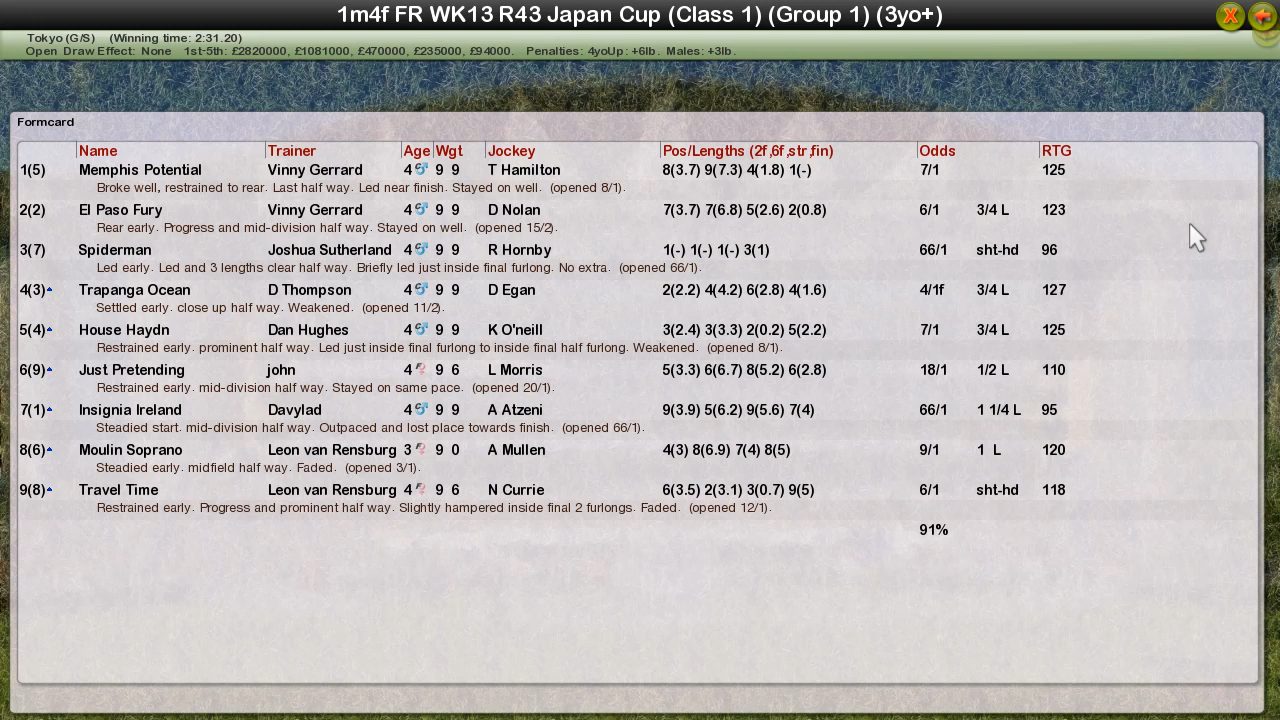 1m4f FR WK13 R43 Japan Cup (Class 1) (Group 1) (3yo+)
Tokyo (G/S) (Winning time: 2:31.20)
Open Draw Effect: None 1st-5th: £2820000, £1081000, £470000, £235000, £94000. Penalties: 4yoUp: +6lb. Males: +3lb.
Formcard
Name Trainer Age Wgt Jockey Pos/Lengths (2f,6f,str,fin) Odds RTG
1(5) Memphis Potential Vinny Gerrard 4 9 9 T Hamilton 8(3.7) 9(7.3) 4(1.8) 1(-) 7/1 125
Broke well, restrained to rear. Last half way. Led near finish. Stayed on well. (opened 8/1).
2(2) El Paso Fury Vinny Gerrard 4 9 9 D Nolan 7(3.7) 7(6.8) 5(2.6) 2(0.8) 6/1 3/4 L 123
Rear early. Progress and mid-division half way. Stayed on well. (opened 15/2).
3(7) Spiderman Joshua Sutherland 4 9 9 R Hornby 1(-) 1(-) 1(-) 3(1) 66/1 sht-hd 96
Led early. Led and 3 lengths clear half way. Briefly led just inside final furlong. No extra. (opened 66/1).
4(3) Trapanga Ocean D Thompson 4 9 9 D Egan 2(2.2) 4(4.2) 6(2.8) 4(1.6) 4/1f 3/4 L 127
Settled early. close up half way. Weakened. (opened 11/2).
5(4) House Haydn Dan Hughes 4 9 9 K O'neill 3(2.4) 3(3.3) 2(0.2) 5(2.2) 7/1 3/4 L 125
Restrained early. prominent half way. Led just inside final furlong to inside final half furlong. Weakened. (opened 8/1).
6(9) Just Pretending john 4 9 6 L Morris 5(3.3) 6(6.7) 8(5.2) 6(2.8) 18/1 1/2 L 110
Restrained early. mid-division half way. Stayed on same pace. (opened 20/1).
7(1) Insignia Ireland Davylad 4 9 9 A Atzeni 9(3.9) 5(6.2) 9(5.6) 7(4) 66/1 1 1/4 L 95
Steadied start. mid-division half way. Outpaced and lost place towards finish. (opened 66/1).
8(6) Moulin Soprano Leon van Rensburg 3 9 0 A Mullen 4(3) 8(6.9) 7(4) 8(5) 9/1 1 L 120
Steadied early. midfield half way. Faded. (opened 3/1).
9(8) Travel Time Leon van Rensburg 4 9 6 N Currie 6(3.5) 2(3.1) 3(0.7) 9(5) 6/1 sht-hd 118
Restrained early. Progress and prominent half way. Slightly hampered inside final 2 furlongs. Faded. (opened 12/1).
91%